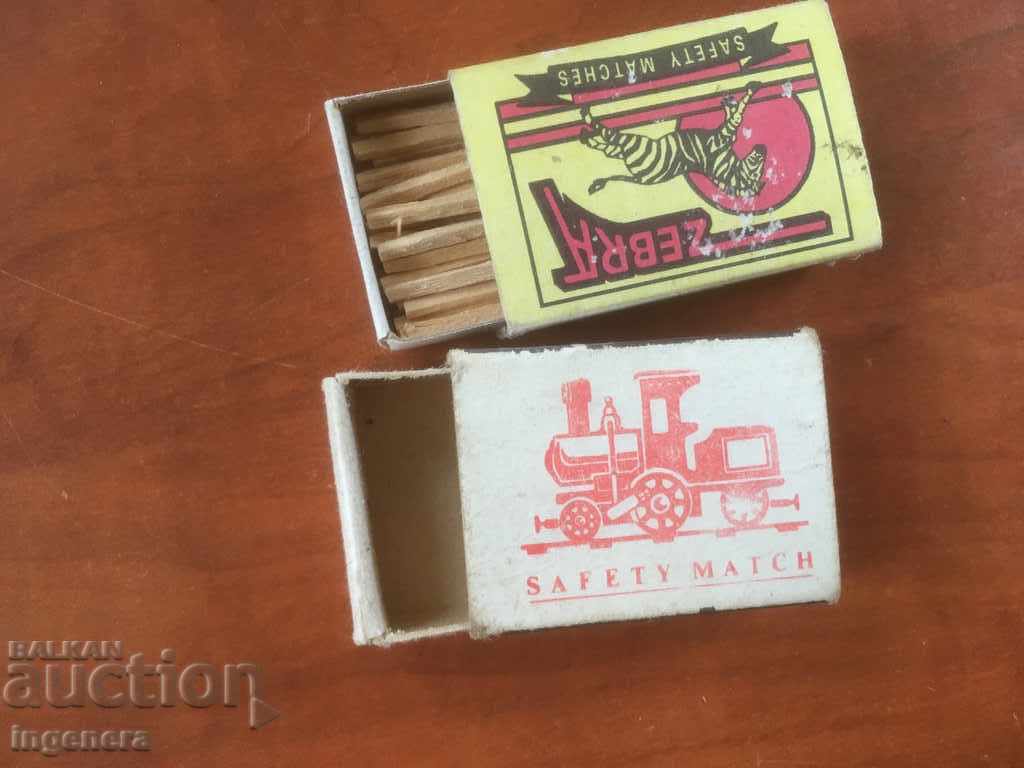 SAFETY MATCHES
ZEBRA
SAFETY MATCH
BALKAN
auction
ingenera